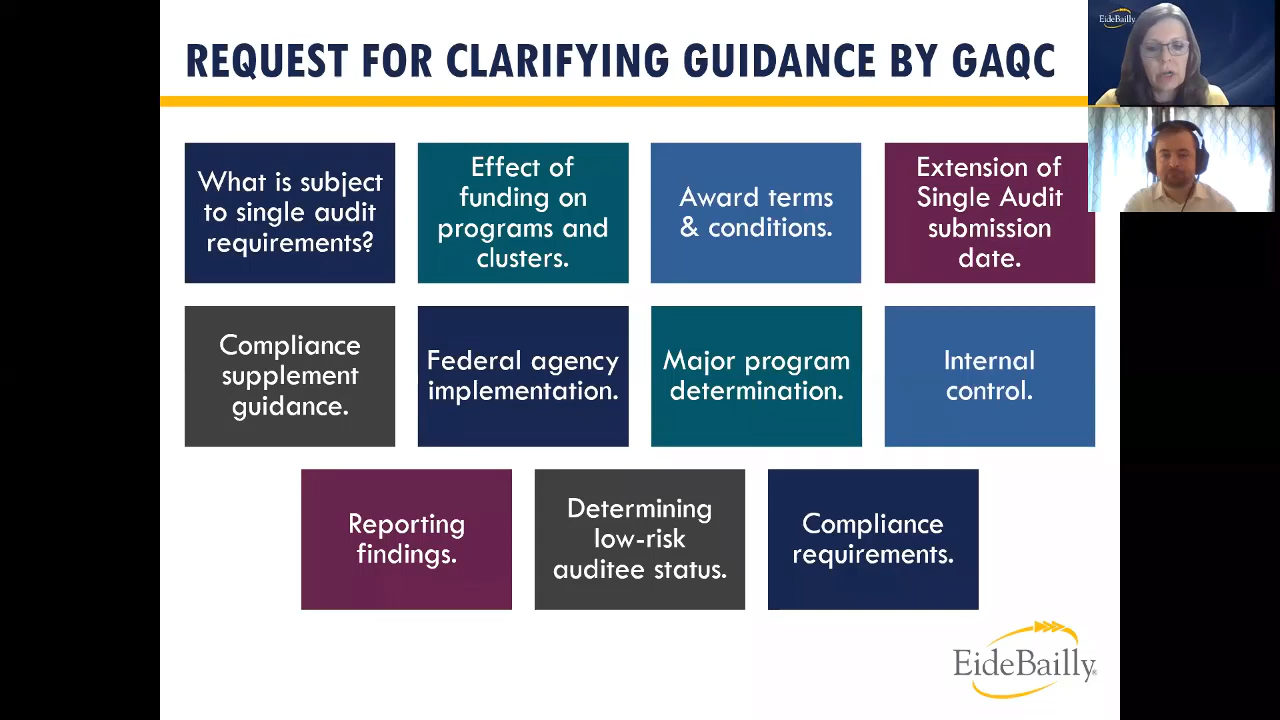 REQUEST FOR CLARIFYING GUIDANCE BY GAQC
EideBailly
What is subject
to single audit
requirements?
Effect of
funding on
programs and
clusters.
Award terms
& conditions.
Extension of
Single Audit
submission
date.
Compliance
supplement
guidance.
Federal agency
implementation.
Major program
determination.
Internal
control.
Reporting
findings.
Determining
low-risk
auditee status.
Compliance
requirements.
EideBailly®